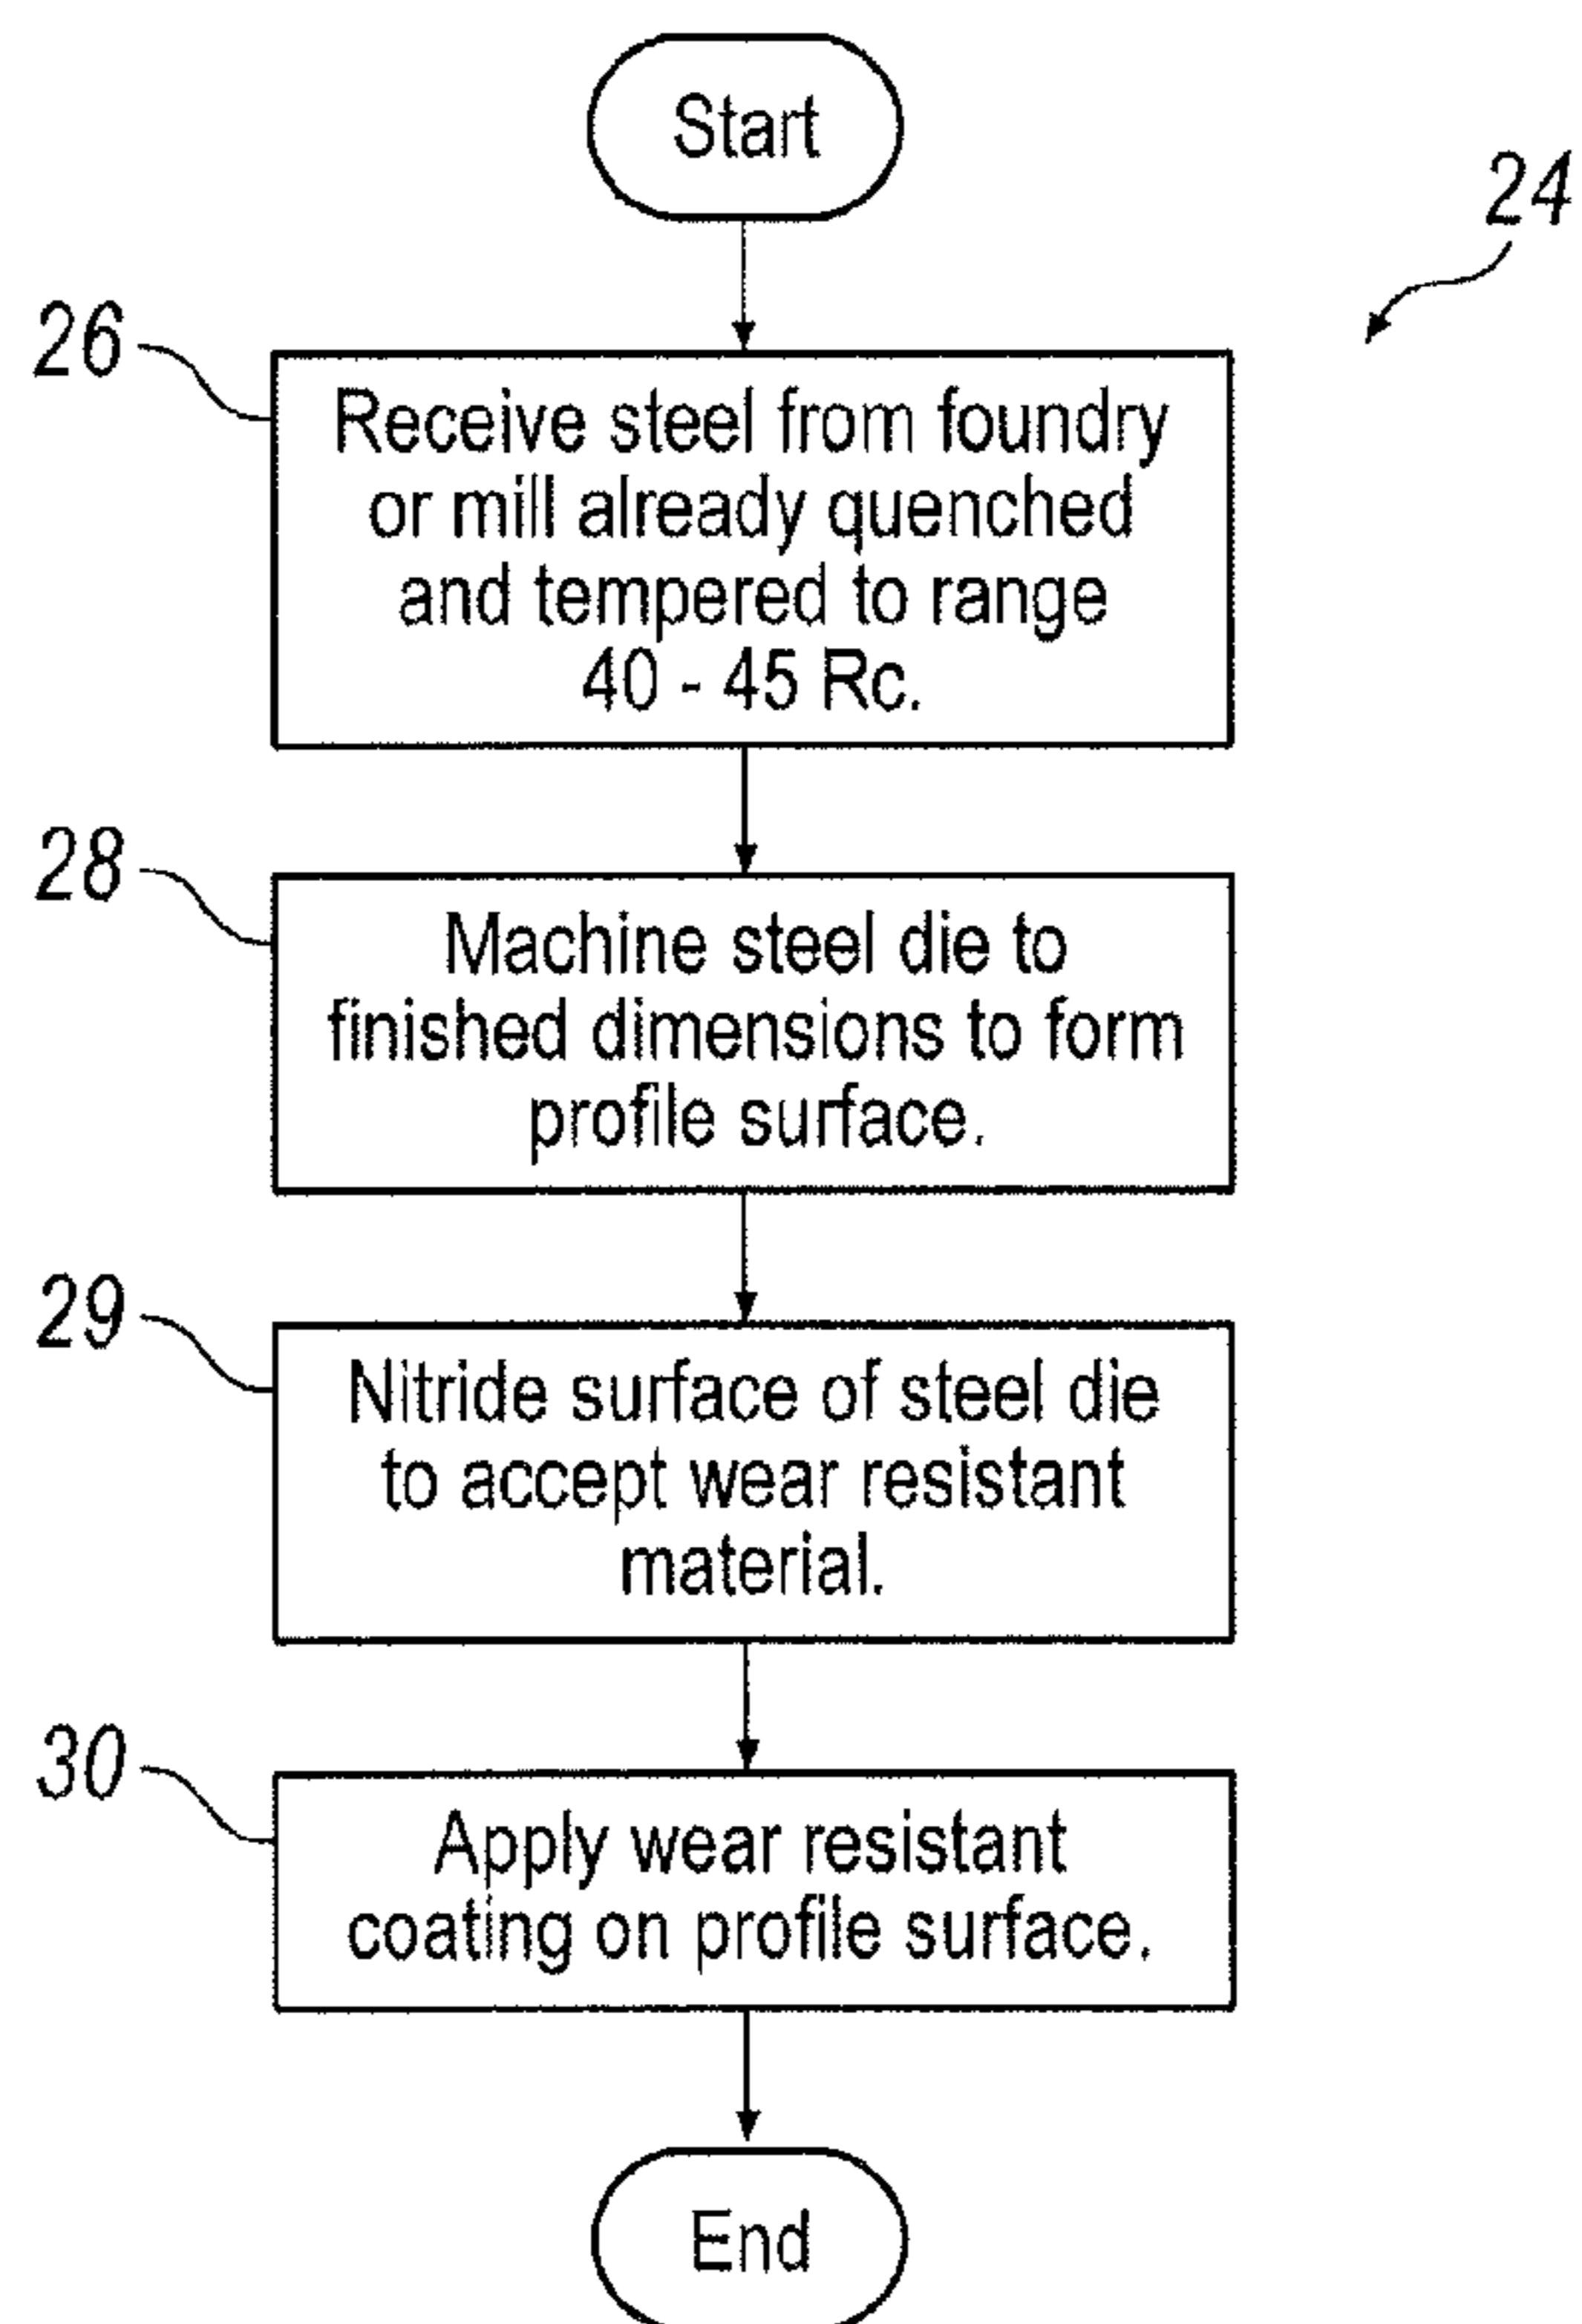 Start
24
26
Receive steel from foundry
or mill already quenched
and tempered to range
40 - 45 Rc.
28
Machine steel die to
finished dimensions to form
profile surface.
29
Nitride surface of steel die
to accept wear resistant
material.
30
Apply wear resistant
coating on profile surface.
End